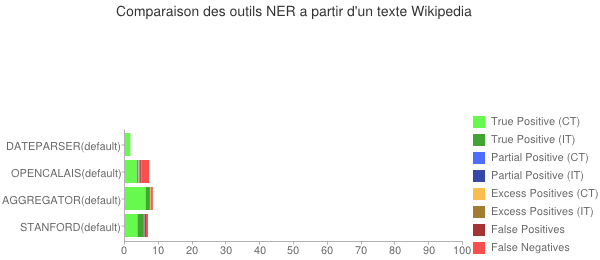 Comparaison des outils NER a partir d'un texte Wikipedia
True Positive (CT)
True Positive (IT)
Partial Positive (CT)
Partial Positive (IT)
Excess Positives (CT)
Excess Positives (IT)
False Positives
False Negatives
DATEPARSER(default)
OPENCALAIS(default)
AGGREGATOR(default)
STANFORD(default)
0 10 20 30 40 50 60 70 80 90 100